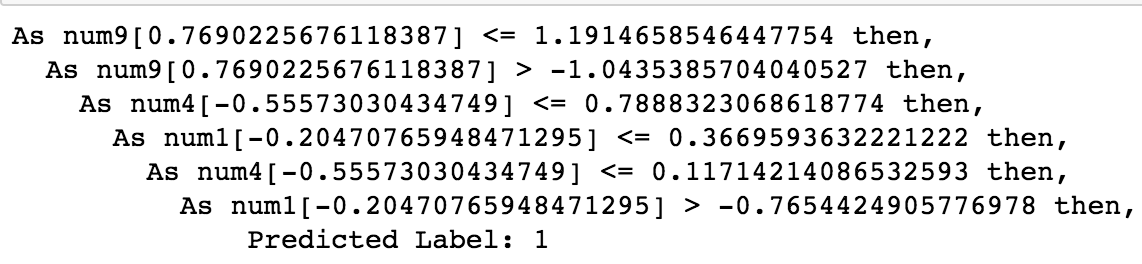 As num9[0.7690225676118387] <= 1.1914658546447754 then,
As num9[0.7690225676118387] > -1.0435385704040527 then,
As num4[-0.55573030434749] <= 0.7888323068618774 then,
As num1[-0.20470765948471295] <= 0.3669593632221222 then,
As num4[-0.55573030434749] <= 0.11714214086532593 then,
As num1[-0.20470765948471295] > -0.7654424905776978 then,
Predicted Label: 1